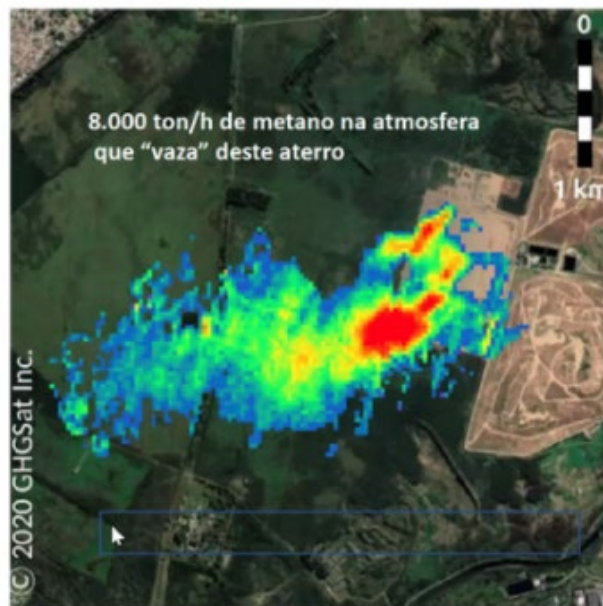 0
8.000 ton/h de metano na atmosfera
que “vaza” deste aterro
1 km
© 2020 GHGSat Inc.